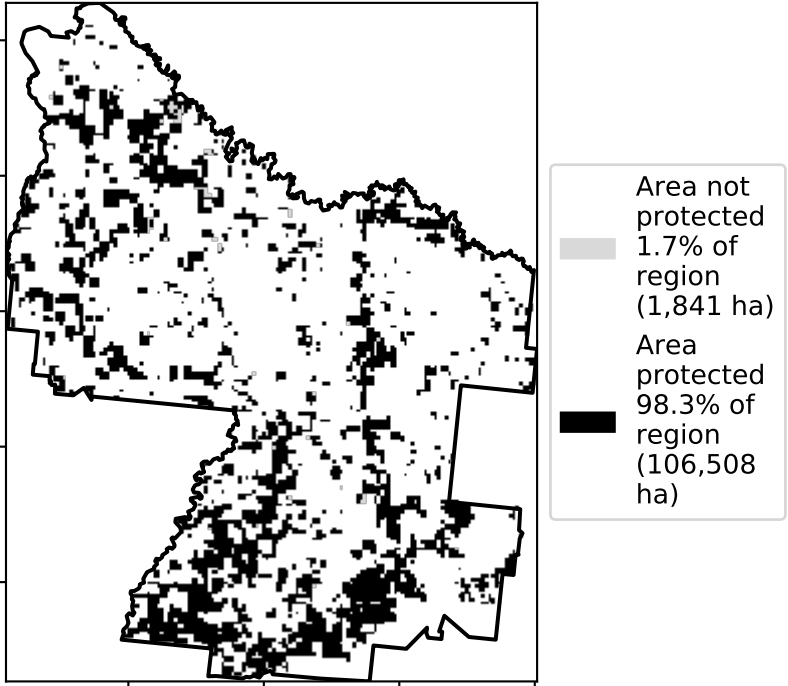 Area not
protected
1.7% of
region
(1,841 ha)
Area
protected
98.3% of
region
(106,508
ha)